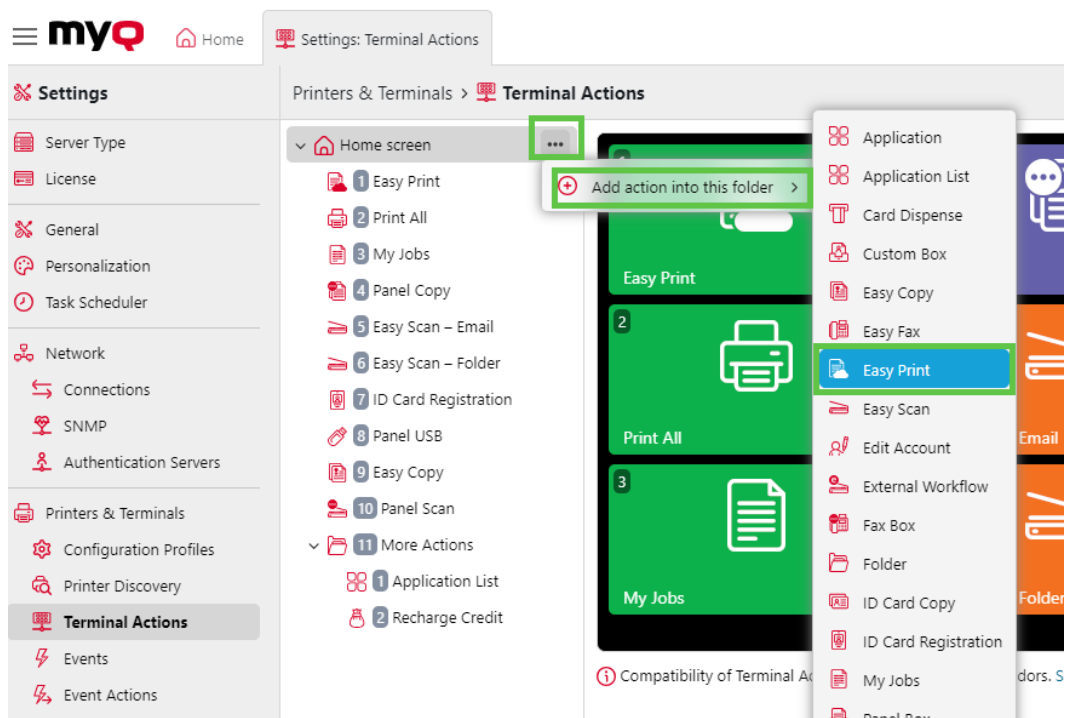 myQ
Home
Settings: Terminal Actions
Settings
Printers & Terminals > Terminal Actions
Server Type
License
General
Personalization
Task Scheduler
Network
Connections
SNMP
Authentication Servers
Printers & Terminals
Configuration Profiles
Printer Discovery
Terminal Actions
Events
Event Actions
Home screen
1 Easy Print
2 Print All
3 My Jobs
4 Panel Copy
5 Easy Scan – Email
6 Easy Scan – Folder
7 ID Card Registration
8 Panel USB
9 Easy Copy
10 Panel Scan
11 More Actions
1 Application List
2 Recharge Credit
Add action into this folder
Easy Print
2
Print All
3
My Jobs
Email
Folder
Compatibility of Terminal
dors.
Application
Application List
Card Dispense
Custom Box
Easy Copy
Easy Fax
Easy Print
Easy Scan
Edit Account
External Workflow
Fax Box
Folder
ID Card Copy
ID Card Registration
My Jobs
Panel Box